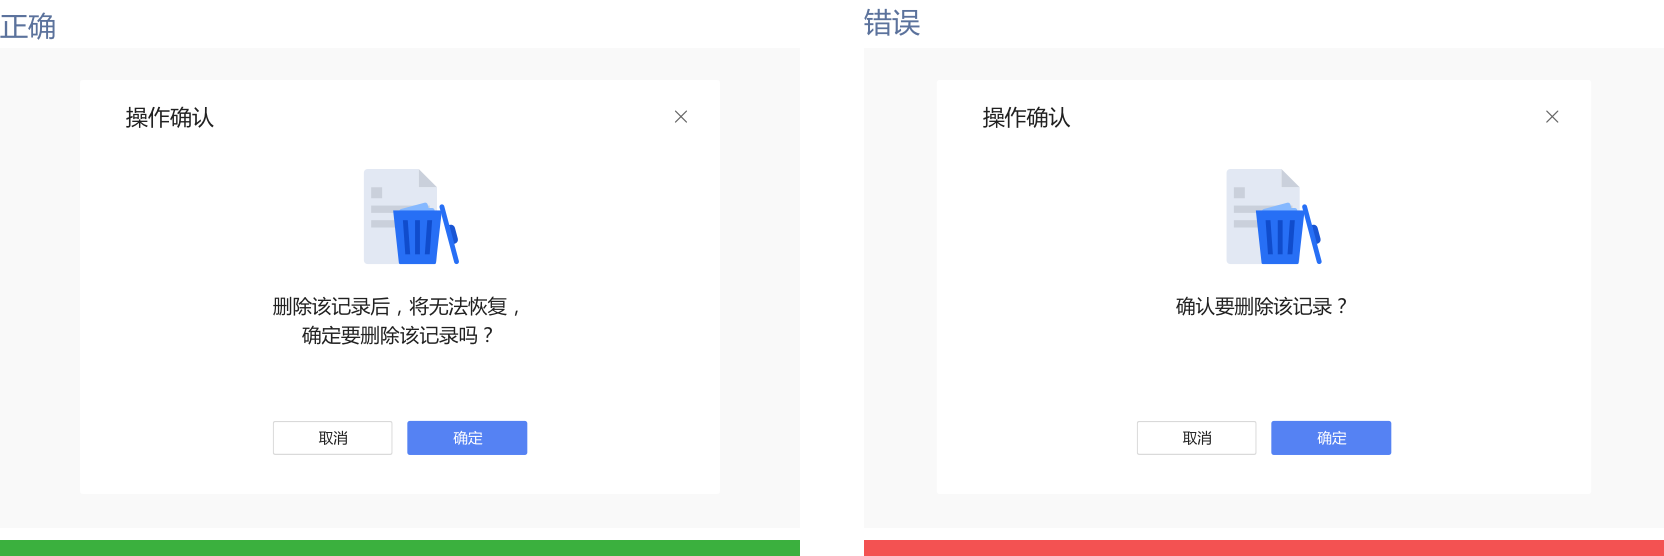 正确
操作确认
删除该记录后，将无法恢复，
确定要删除该记录吗？
取消
确定
错误
操作确认
确认要删除该记录？
取消
确定